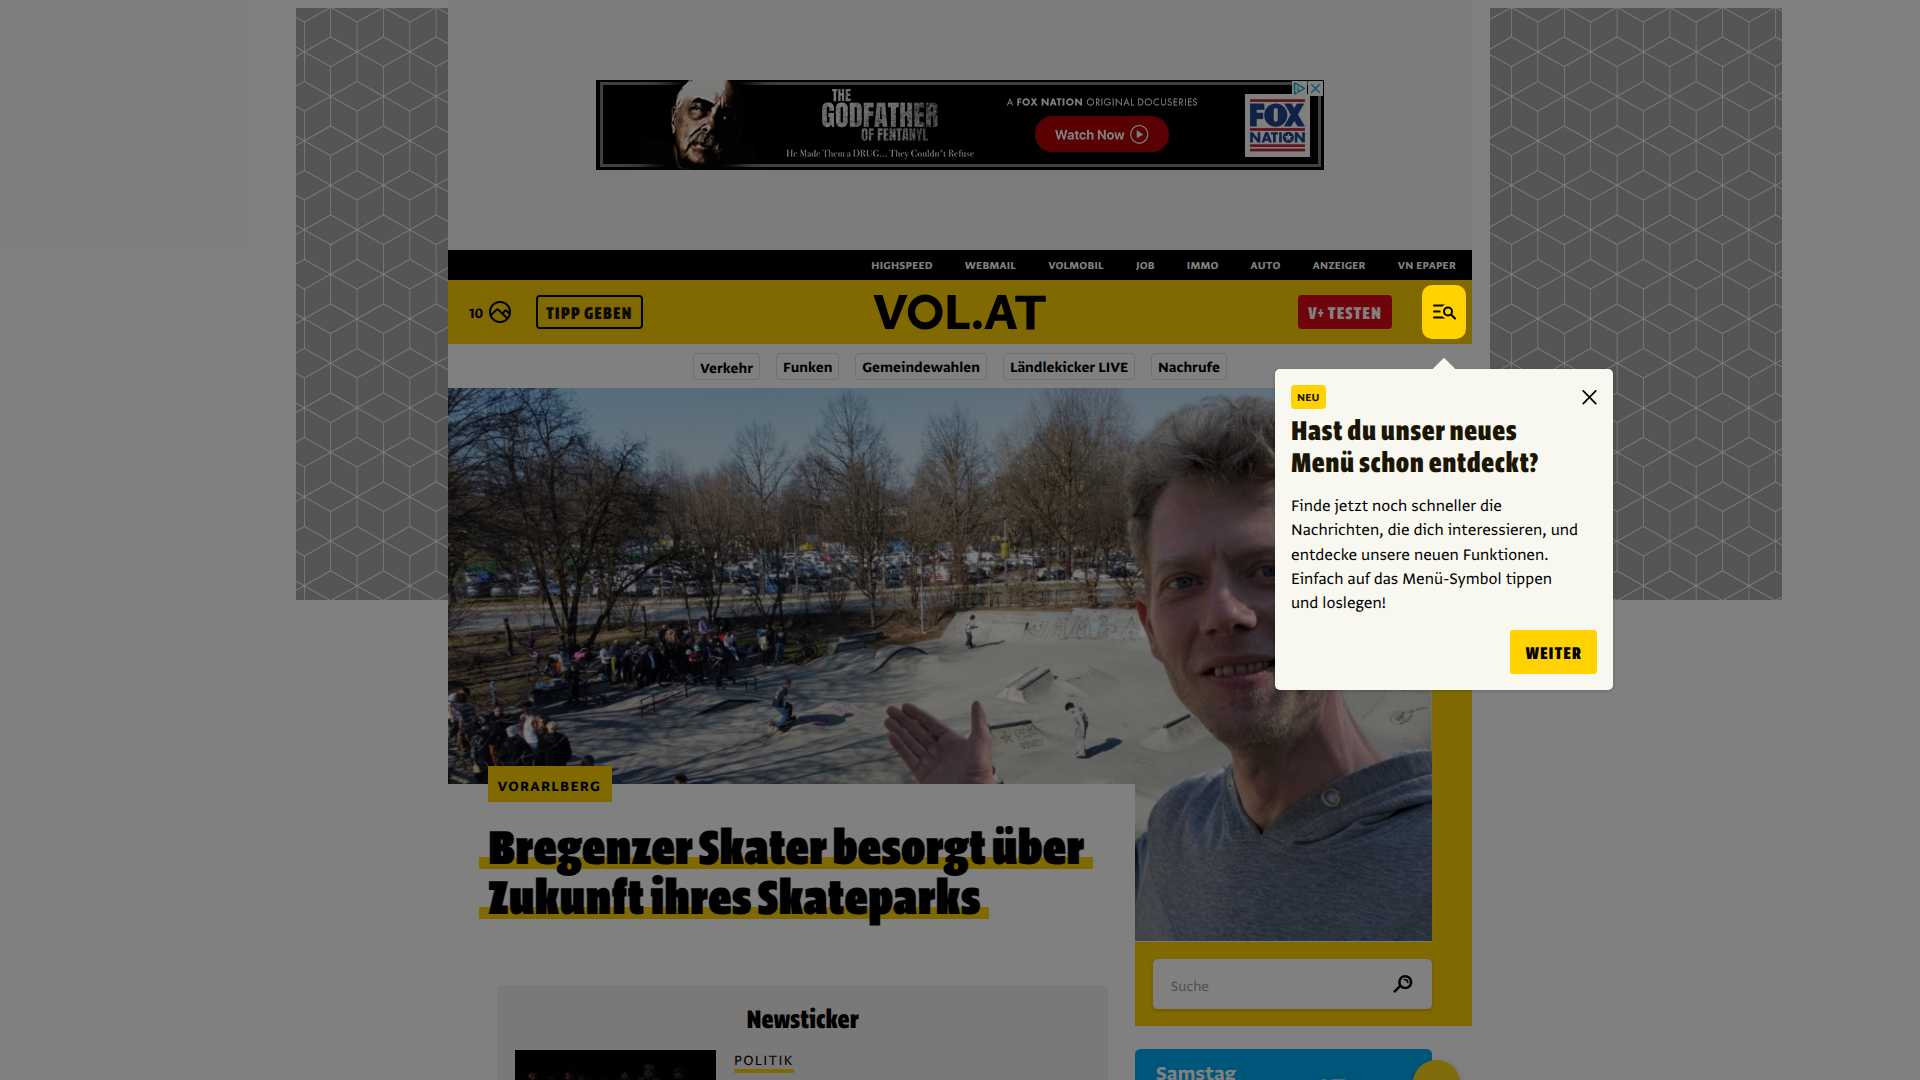 THE
GODFATHER
OF FENTANYL
He Made Them a DRUG... They Couldn't Refuse
A FOX NATION ORIGINAL DOCUSERIES
Watch Now
FOX
NATION
HIGHSPEED WEBMAIL VOLMOBIL JOB IMMO AUTO ANZEIGER VN EPAPER
10 TIPP GEBEN VOL.AT V+ TESTEN
Verkehr Funken Gemeindewahlen Ländlekicker LIVE Nachrufe
NEU
Hast du unser neues
Menü schon entdeckt?
Finde jetzt noch schneller die
Nachrichten, die dich interessieren, und
entdecke unsere neuen Funktionen.
Einfach auf das Menü-Symbol tippen
und loslegen!
WEITER
VORARLBERG
Bregenzer Skater besorgt über
Zukunft ihres Skateparks
Suche
Newsticker
POLITIK
Samstag